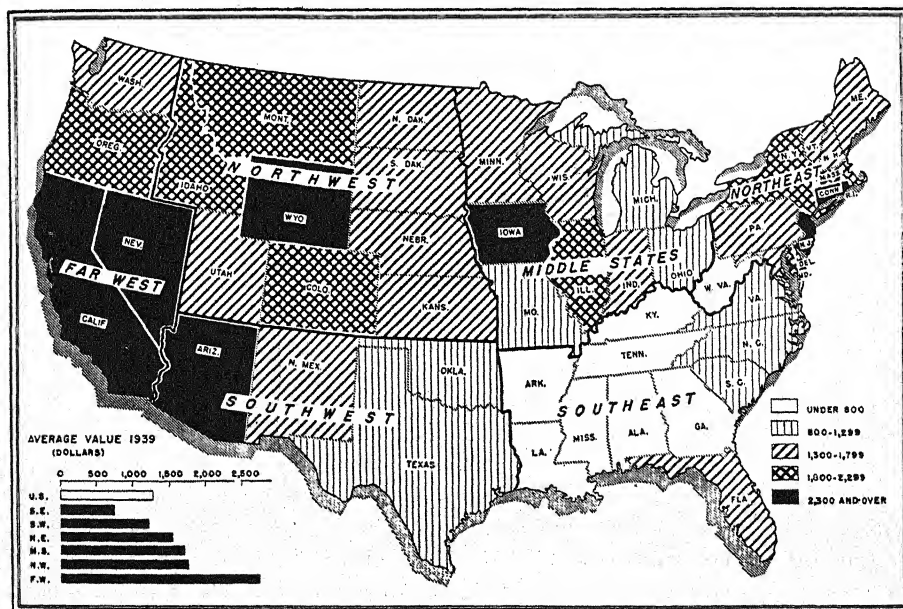 WASH.
MONT.
N. DAK.
MINN.
ME.
OREG.
IDAHO
NORTHWEST
S. DAK.
WIS.
MICH.
N. Y.
VT.
N. H.
MASS.
CONN.
R. I.
NORTHEAST
WYO
IOWA
NEBR.
PA.
N. J.
DEL.
MD.
NEV.
FAR WEST
UTAH
COLO.
KANS.
MIDDLE STATES
ILL.
IND.
OHIO
W. VA.
VA.
MO.
KY.
CALIF
ARIZ.
N. MEX.
OKLA.
ARK.
TENN.
N. C.
S. C.
SOUTHWEST
SOUTHEAST
TEXAS
LA.
MISS.
ALA.
GA.
FLA.
UNDER 800
800-1,299
1,300-1,799
1,800-2,299
2,300 AND-OVER
AVERAGE VALUE 1939
(DOLLARS)
0 500 1,000 1,500 2,000 2,500
U.S.
S.E.
S.W.
N.E.
M.S.
N.W.
F.W.